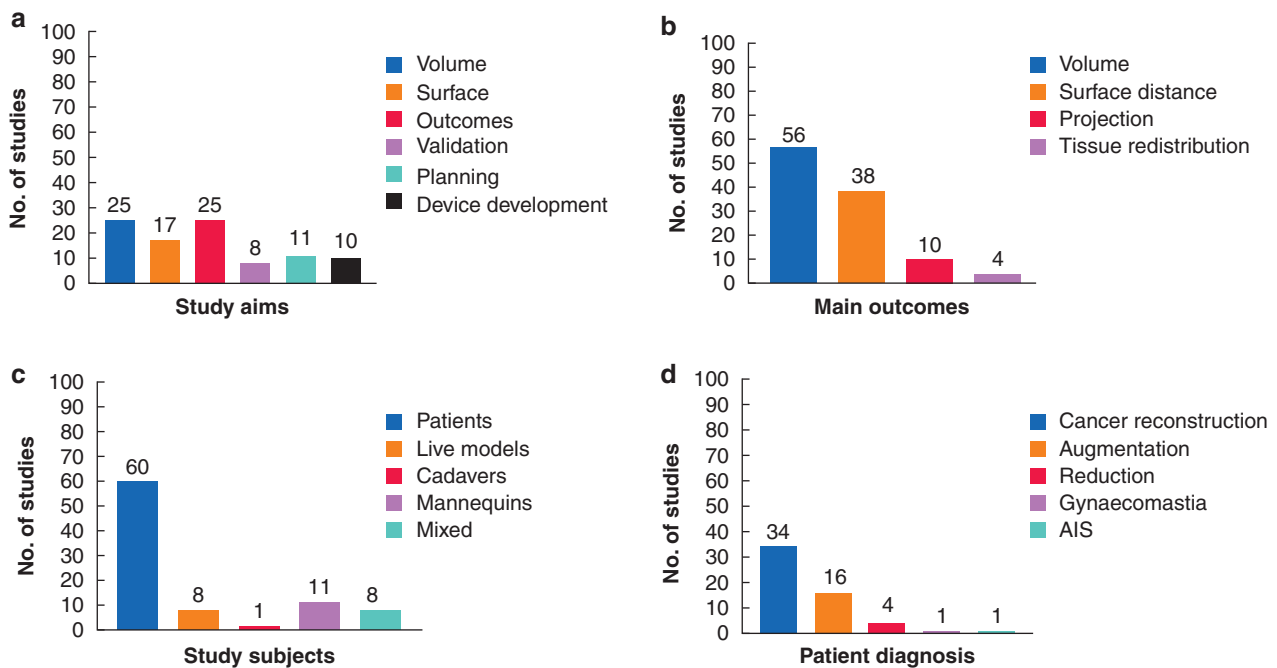 a
No. of studies
100
90
80
70
60
50
40
30
20
10
0
25
17
25
8
11
10
Study aims
Volume
Surface
Outcomes
Validation
Planning
Device development
b
No. of studies
100
90
80
70
60
50
40
30
20
10
0
56
38
10
4
Main outcomes
Volume
Surface distance
Projection
Tissue redistribution
c
No. of studies
100
90
80
70
60
50
40
30
20
10
0
60
8
1
11
8
Study subjects
Patients
Live models
Cadavers
Mannequins
Mixed
d
No. of studies
100
90
80
70
60
50
40
30
20
10
0
34
16
4
1
1
Patient diagnosis
Cancer reconstruction
Augmentation
Reduction
Gynaecomastia
AIS